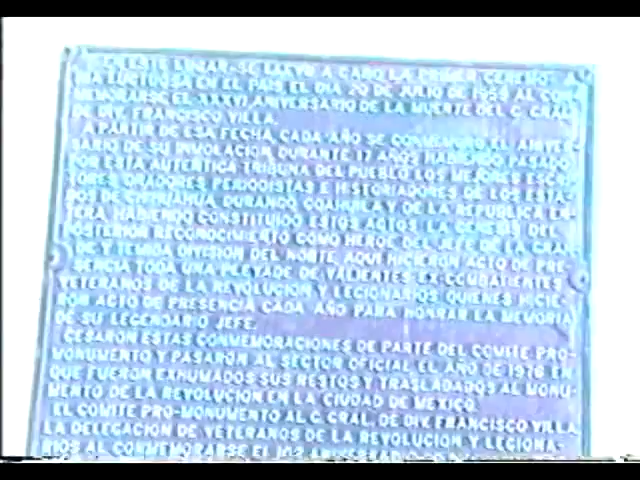 EN ESTE LUGAR SE LLEVO A CABO LA PRIMER CEREMO-
NIA LUCTUOSA EN EL PAIS EL DIA 20 DE JULIO DE 1959 AL CON-
MEMORARSE EL XXXVI ANIVERSARIO DE LA MUERTE DEL C. GRAL.
DE DIV. FRANCISCO VILLA.
A PARTIR DE ESA FECHA, CADA AÑO SE CONMEMORO EL ANIVER-
SARIO DE SU INMOLACION, DURANTE 17 AÑOS HABIENDO PASADO
POR ESTA AUTENTICA TRIBUNA DEL PUEBLO LOS MEJORES ESCRI-
TORES ORADORES PERIODISTAS E HISTORIADORES DE LOS ESTA-
DOS DE CHIHUAHUA, DURANGO COAHUILA Y DE LA REPUBLICA EN-
TERA, HABIENDO CONSTITUIDO ESTOS ACTOS LA GENESIS DEL
POSTERIOR RECONOCIMIENTO COMO HEROE DEL JEFE DE LA GRAN-
DE Y TEMIDA DIVISION DEL NORTE. AQUI HICIERON ACTO DE PRE-
SENCIA TODA UNA PLEYADE DE VALIENTES EX-COMBATIENTES,
VETERANOS DE LA REVOLUCION Y LEGIONARIOS QUIENES HICIE-
RON ACTO DE PRESENCIA CADA AÑO PARA HONRAR LA MEMORIA
DE SU LEGENDARIO JEFE.
CESARON ESTAS CONMEMORACIONES DE PARTE DEL COMITE PRO-
MONUMENTO Y PASARON AL SECTOR OFICIAL EL AÑO DE 1976 EN
QUE FUERON EXHUMADOS SUS RESTOS Y TRASLADADOS AL MONU-
MENTO DE LA REVOLUCION EN LA CIUDAD DE MEXICO.
EL COMITE PRO-MONUMENTO AL C. GRAL. DE DIV. FRANCISCO VILLA,
LA DELEGACION DE VETERANOS DE LA REVOLUCION Y LEGIONA-
RIOS AL CONMEMORARSE EL 102 ANIVERSARIO